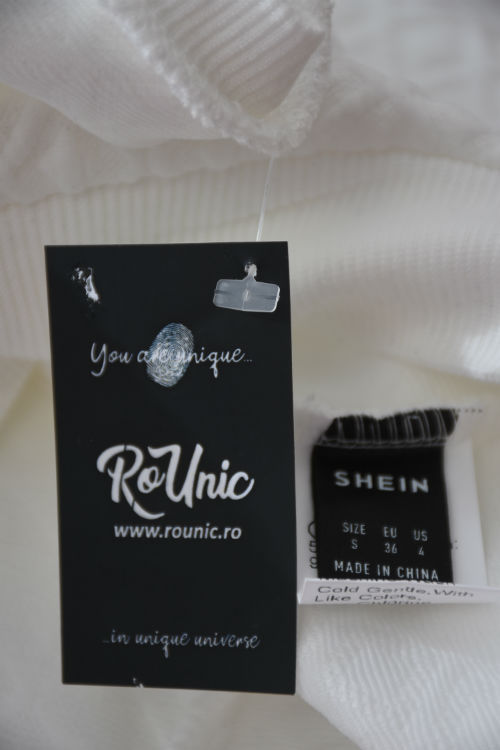 You are unique...
RoUnic
www.rounic.ro
...in unique universe
SHEIN
SIZE EU US
S 36 4
MADE IN CHINA
Cold Gentle, With
Like Colors.